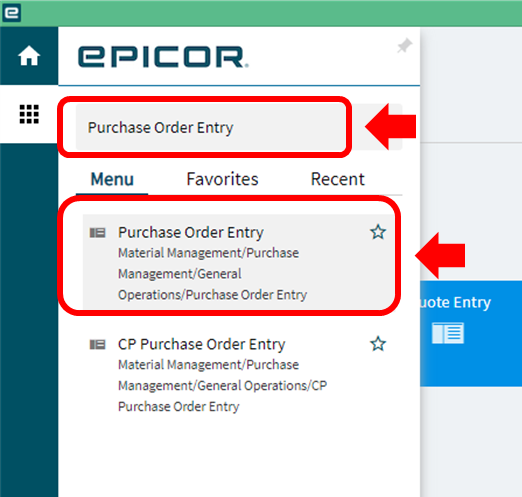 e
EPICOR
Purchase Order Entry
Menu Favorites Recent
Purchase Order Entry
Material Management/Purchase
Management/General
Operations/Purchase Order Entry
uote Entry
CP Purchase Order Entry
Material Management/Purchase
Management/General Operations/CP
Purchase Order Entry